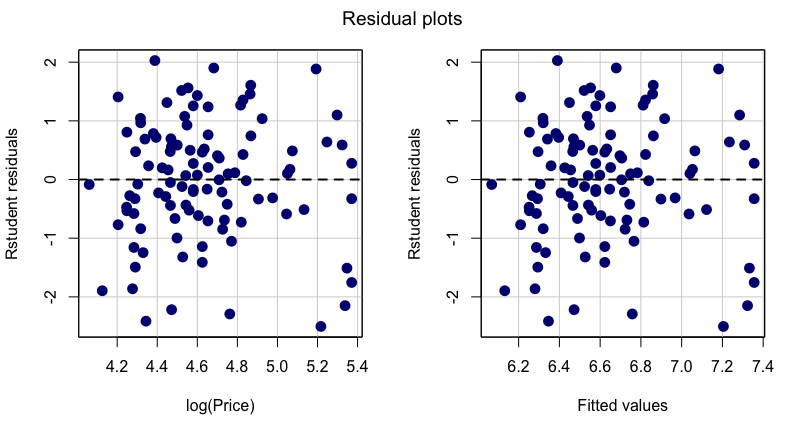 Residual plots
Rstudent residuals
2
1
0
-1
-2
4.2 4.4 4.6 4.8 5.0 5.2 5.4
log(Price)
Rstudent residuals
2
1
0
-1
-2
6.2 6.4 6.6 6.8 7.0 7.2 7.4
Fitted values